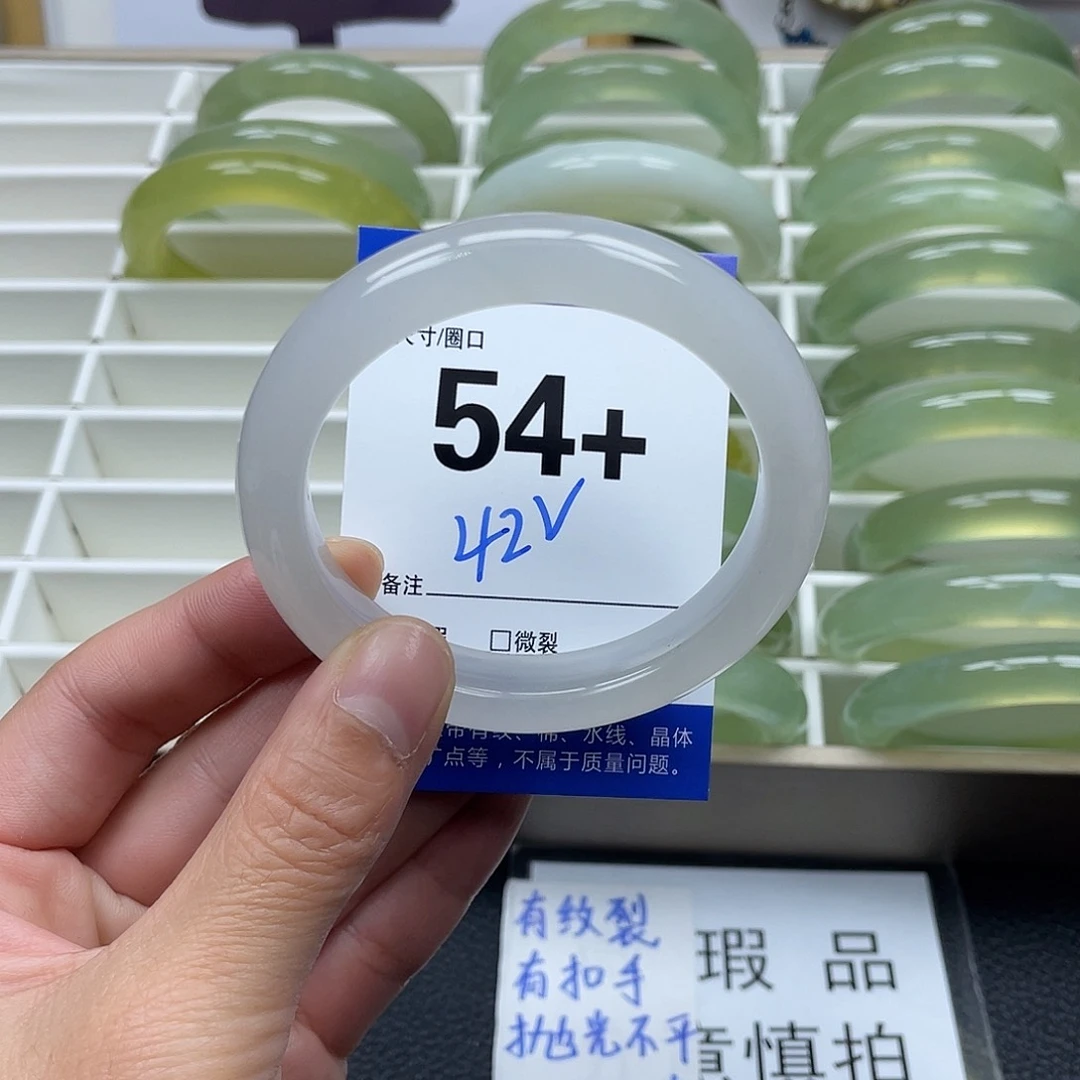 寸/圈口
54+
42V
备注
□微裂
带有纹、棉、水线、晶体
矿点等，不属于质量问题。
有纹裂
有扣手
抛光不平
瑕 品
意慎拍